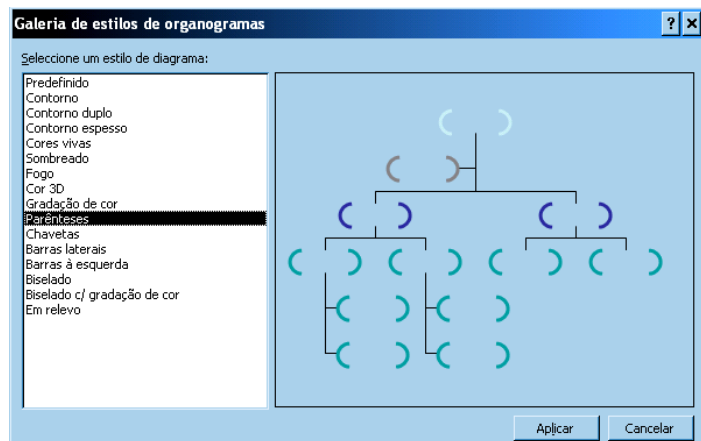 Galeria de estilos de organogramas
Seleccione um estilo de diagrama:
Predefinido
Contorno
Contorno duplo
Contorno espesso
Cores vivas
Sombreado
Fogo
Cor 3D
Gradação de cor
Parênteses
Chavetas
Barras laterais
Barras à esquerda
Biselado
Biselado c/ gradação de cor
Em relevo
Aplicar Cancelar